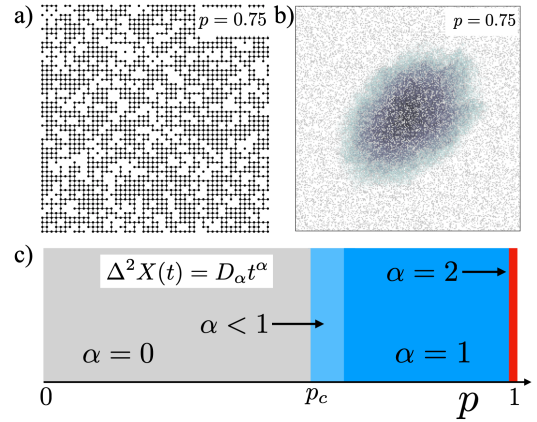 a) p = 0.75
b) p = 0.75
c)
Δ²X(t) = D_α t^α
α = 2
α < 1
α = 0
α = 1
0 p_c p 1